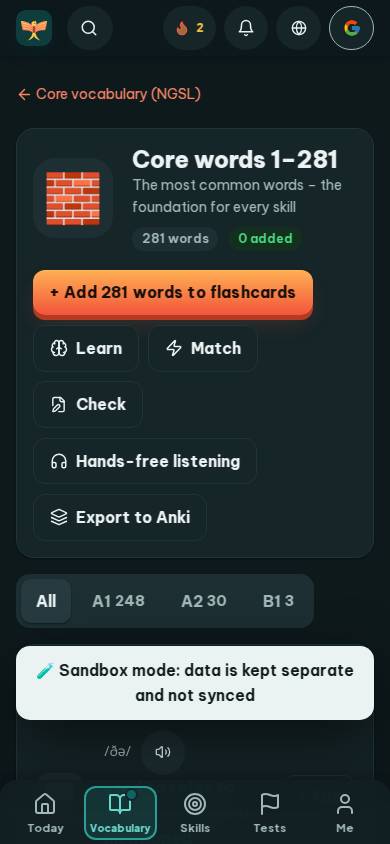 2
← Core vocabulary (NGSL)
Core words 1–281
The most common words – the
foundation for every skill
281 words
0 added
+ Add 281 words to flashcards
Learn
Match
Check
Hands-free listening
Export to Anki
All
A1 248
A2 30
B1 3
🧪 Sandbox mode: data is kept separate
and not synced
/ðə/
Today
Vocabulary
Skills
Tests
Me